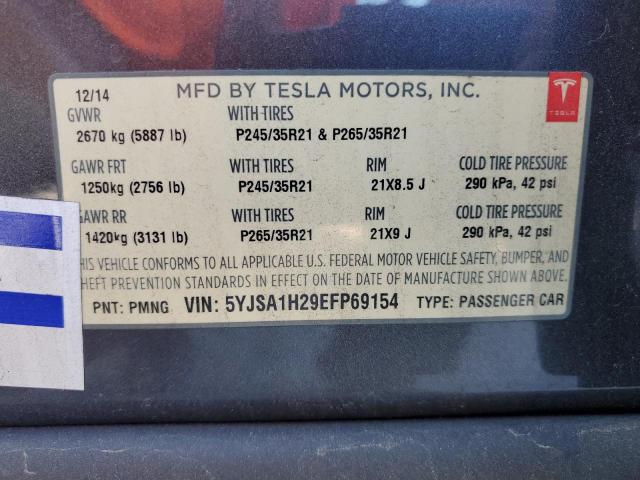 12/14 MFD BY TESLA MOTORS, INC.
TESLA
GVWR WITH TIRES
2670 kg (5887 lb) P245/35R21 & P265/35R21
GAWR FRT WITH TIRES RIM COLD TIRE PRESSURE
1250kg (2756 lb) P245/35R21 21X8.5 J 290 kPa, 42 psi
GAWR RR WITH TIRES RIM COLD TIRE PRESSURE
1420kg (3131 lb) P265/35R21 21X9 J 290 kPa, 42 psi
HIS VEHICLE CONFORMS TO ALL APPLICABLE U.S. FEDERAL MOTOR VEHICLE SAFETY, BUMPER, AND
HEFT PREVENTION STANDARDS IN EFFECT ON THE DATE OF MANUFACTURE SHOWN ABOVE.
PNT: PMNG VIN: 5YJSA1H29EFP69154 TYPE: PASSENGER CAR